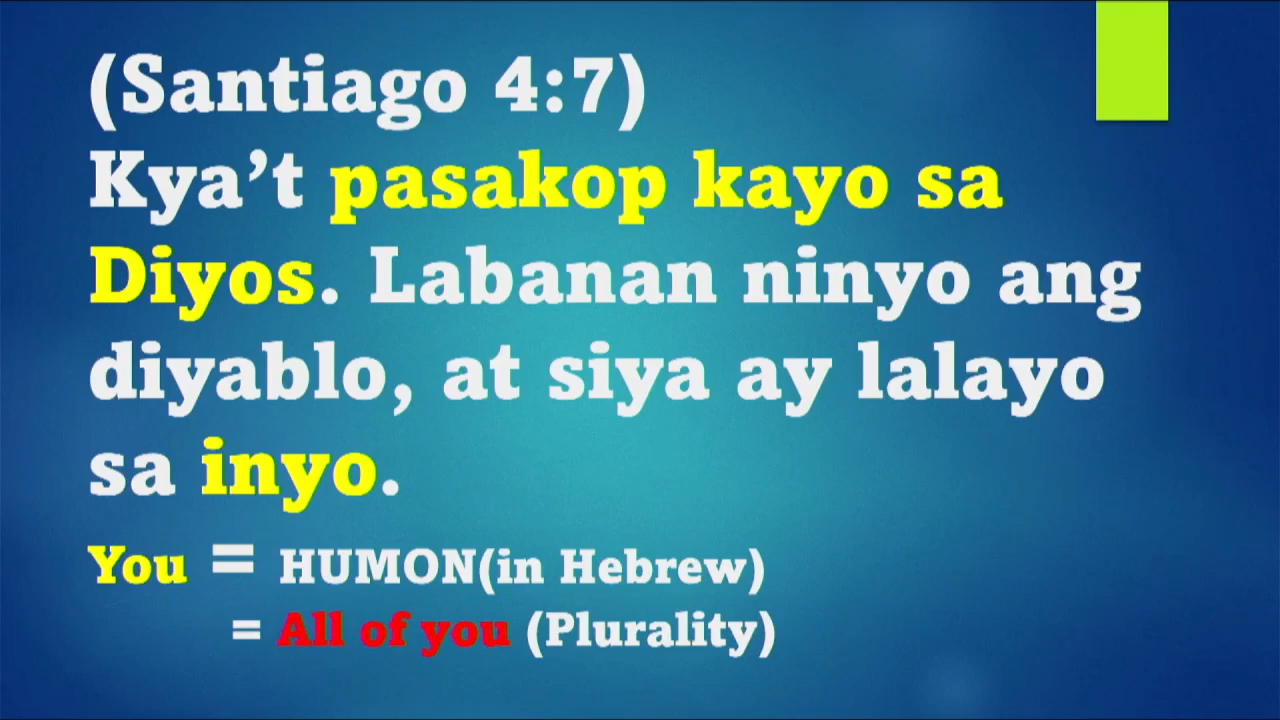 (Santiago 4:7)
Kya’t pasakop kayo sa
Diyos. Labanan ninyo ang
diyablo, at siya ay lalayo
sa inyo.
You = HUMON(in Hebrew)
= All of you (Plurality)